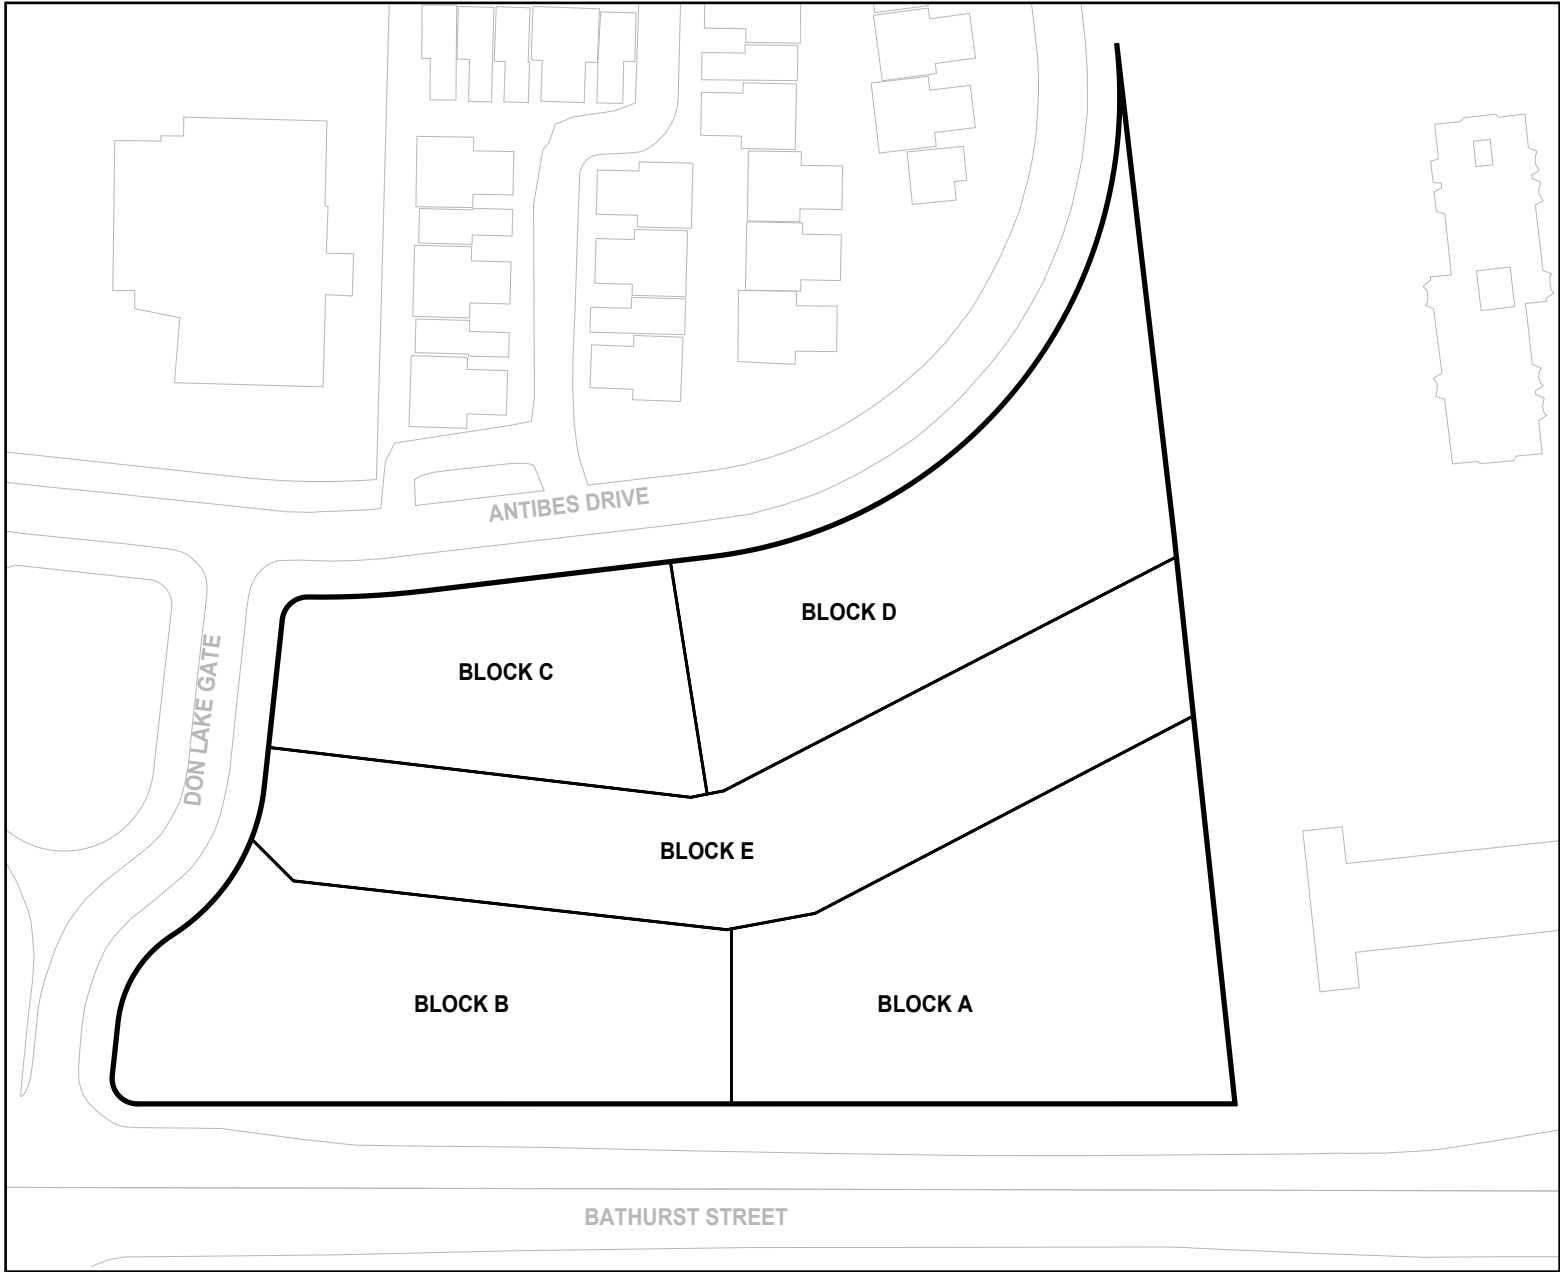 ANTIBES DRIVE
BLOCK D
BLOCK C
DON LAKE GATE
BLOCK E
BLOCK B
BLOCK A
BATHURST STREET